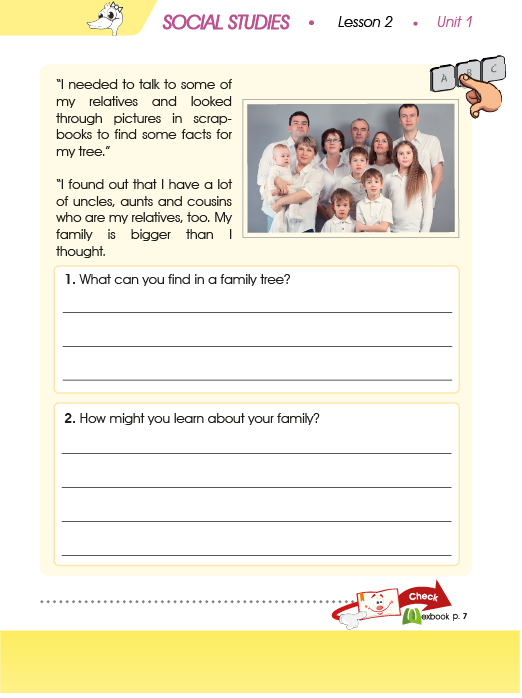 SOCIAL STUDIES • Lesson 2 • Unit 1
A B C
“I needed to talk to some of
my relatives and looked
through pictures in scrap-
books to find some facts for
my tree.”
“I found out that I have a lot
of uncles, aunts and cousins
who are my relatives, too. My
family is bigger than I
thought.
1. What can you find in a family tree?
2. How might you learn about your family?
Check
exbook p. 7